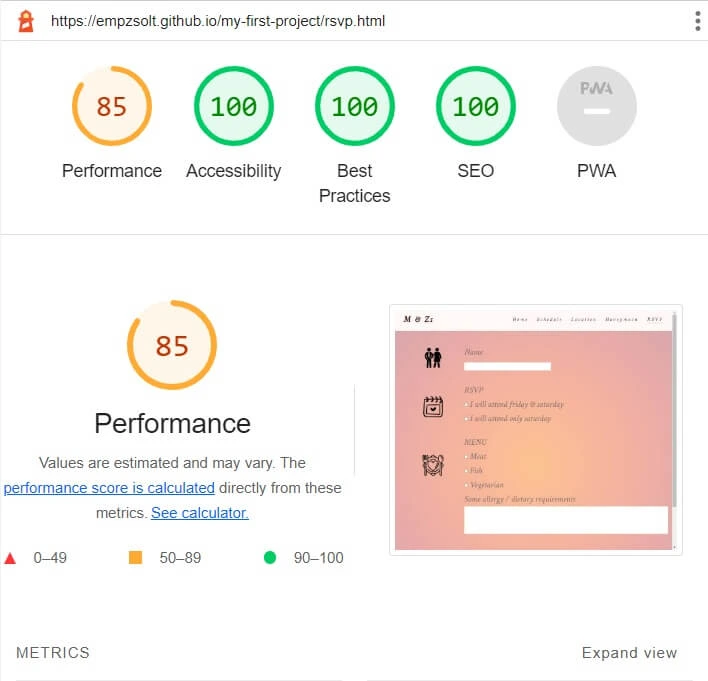 https://empzsolt.github.io/my-first-project/rsvp.html
85
100
100
100
PWA
Performance
Accessibility
Best
Practices
SEO
PWA
85
Performance
Values are estimated and may vary. The
performance score is calculated directly from these
metrics. See calculator.
0–49
50–89
90–100
M & Zs
Home Schedule Location Honeymoon RSVP
Name
RSVP
I will attend friday & saturday
I will attend only saturday
MENU
Meat
Fish
Vegetarian
Some allergy / dietary requirements
METRICS
Expand view